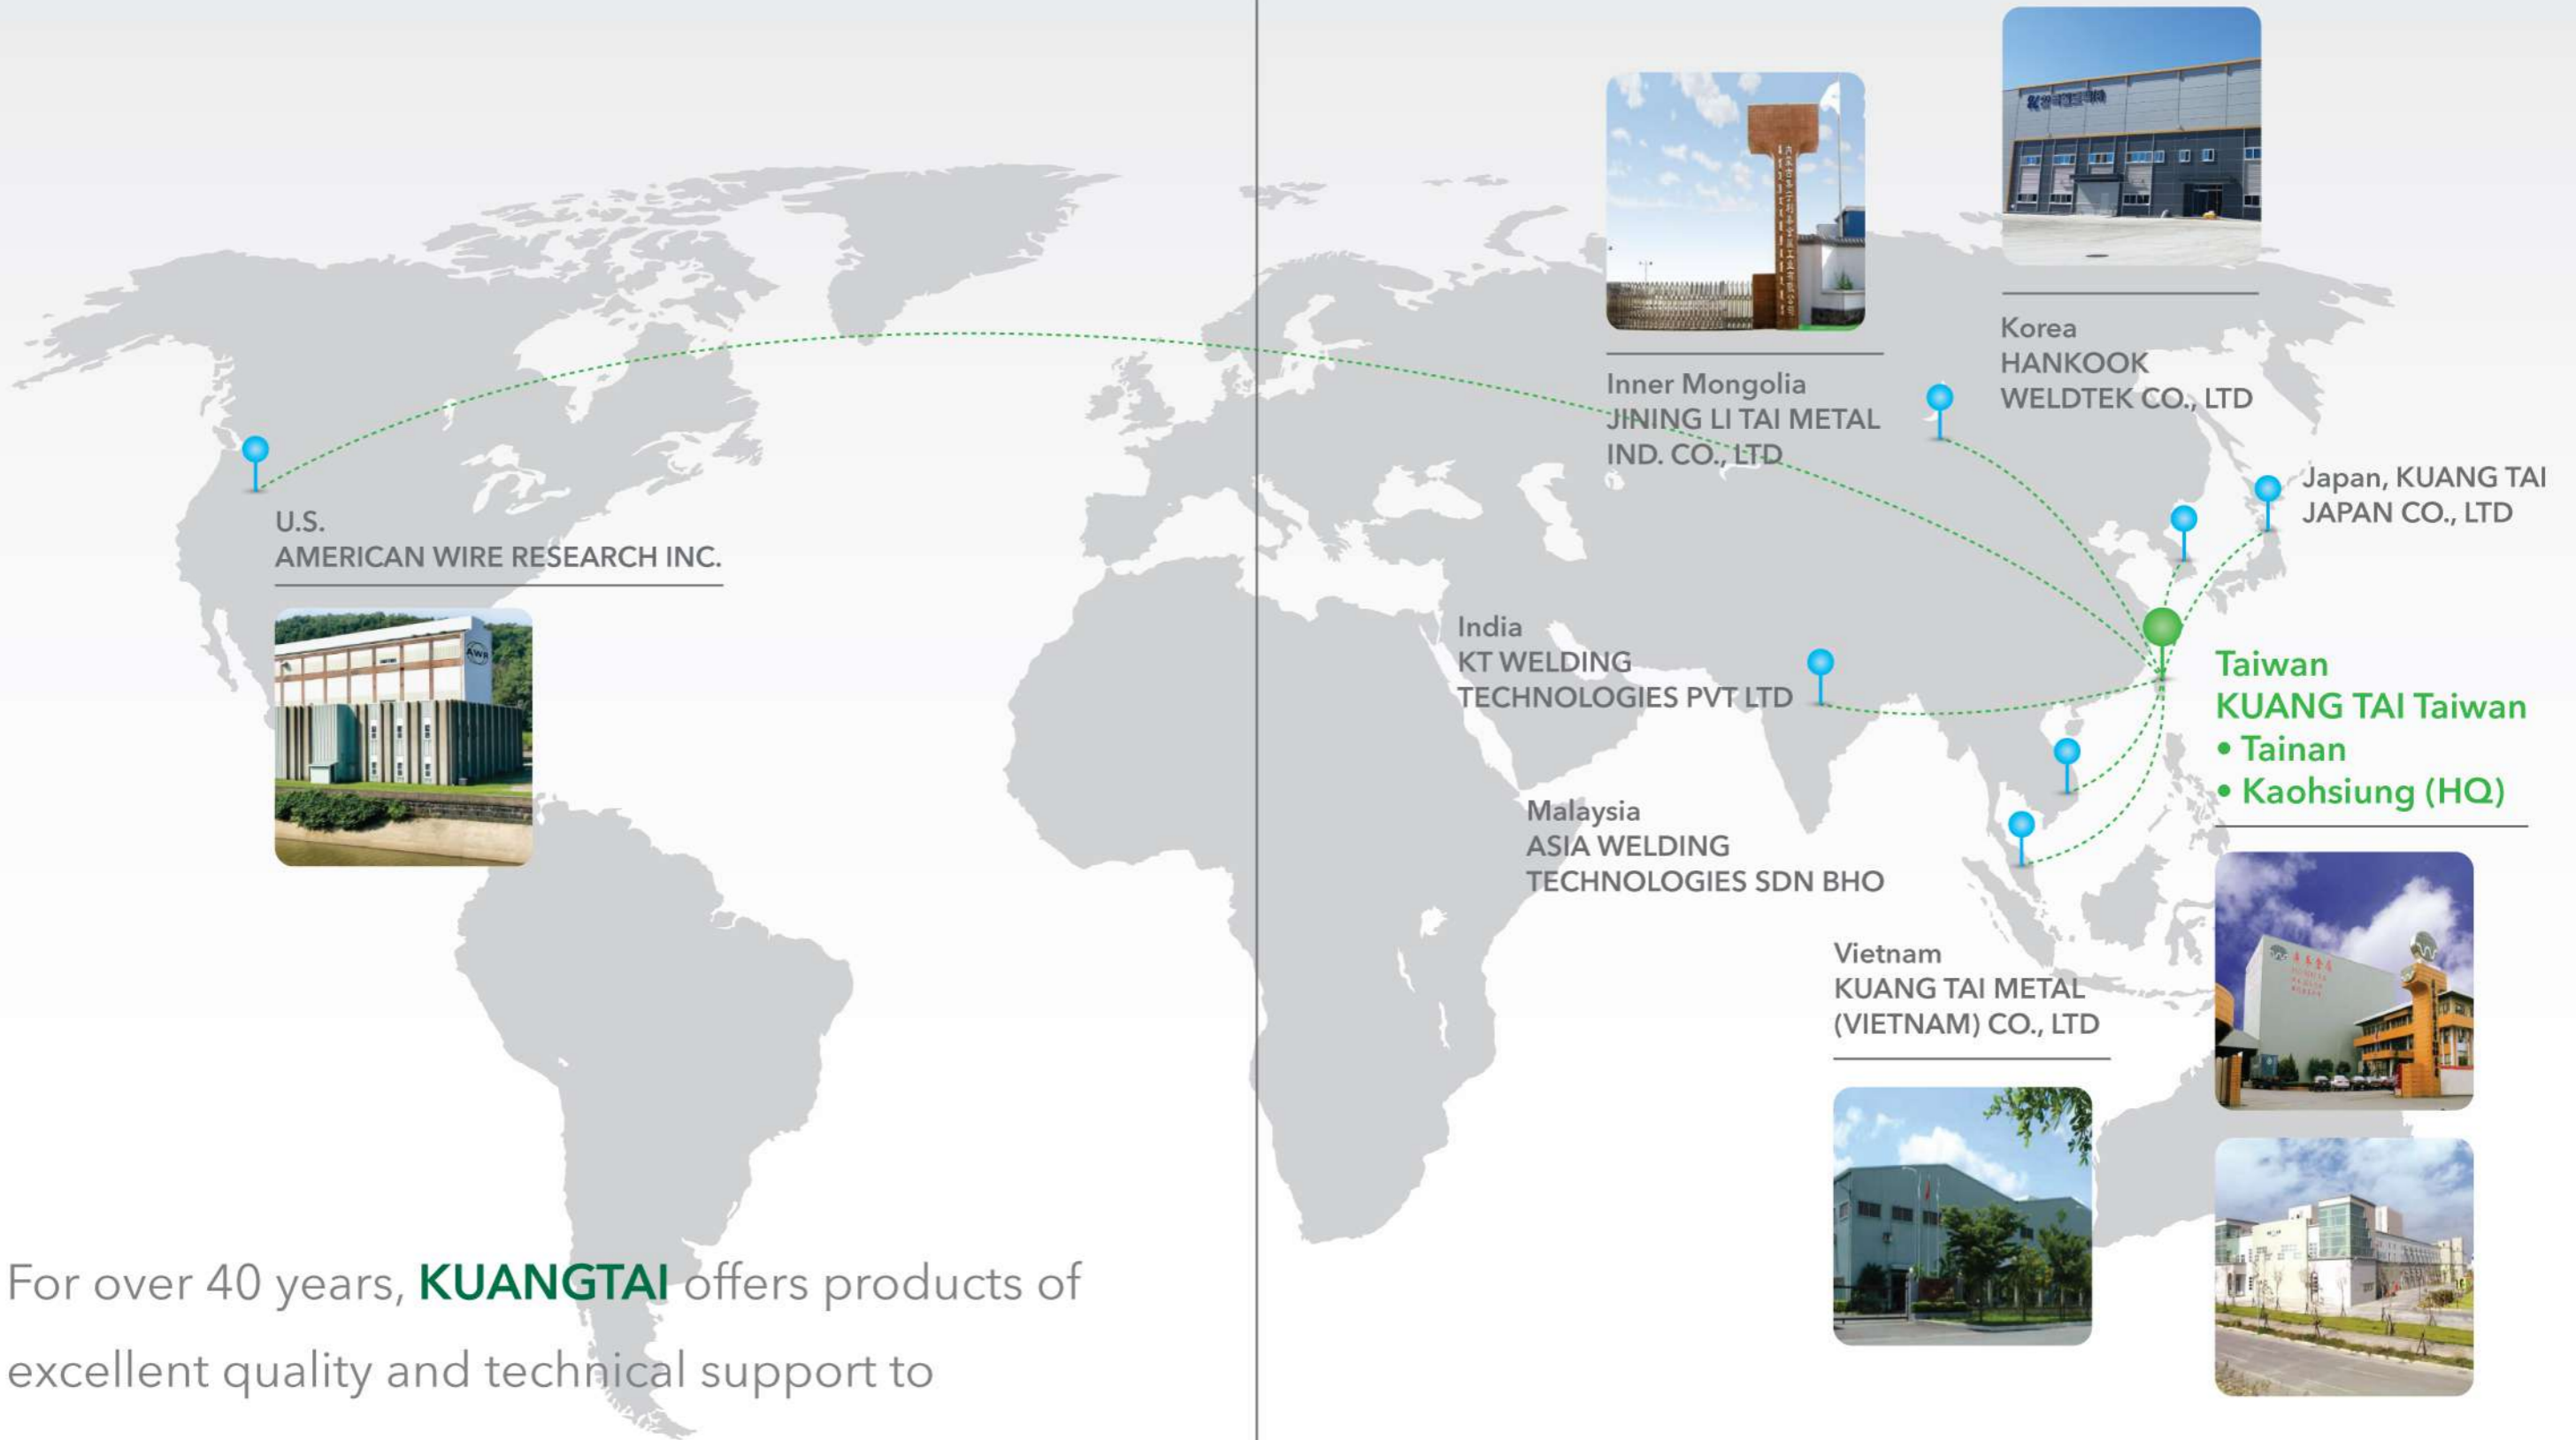 Korea
HANKOOK
WELDTEK CO., LTD
Inner Mongolia
JINING LI TAI METAL
IND. CO., LTD
Japan, KUANG TAI
JAPAN CO., LTD
U.S.
AMERICAN WIRE RESEARCH INC.
AWR
India
KT WELDING
TECHNOLOGIES PVT LTD
Taiwan
KUANG TAI Taiwan
• Tainan
• Kaohsiung (HQ)
Malaysia
ASIA WELDING
TECHNOLOGIES SDN BHO
Vietnam
KUANG TAI METAL
(VIETNAM) CO., LTD
For over 40 years, KUANGTAI offers products of
excellent quality and technical support to